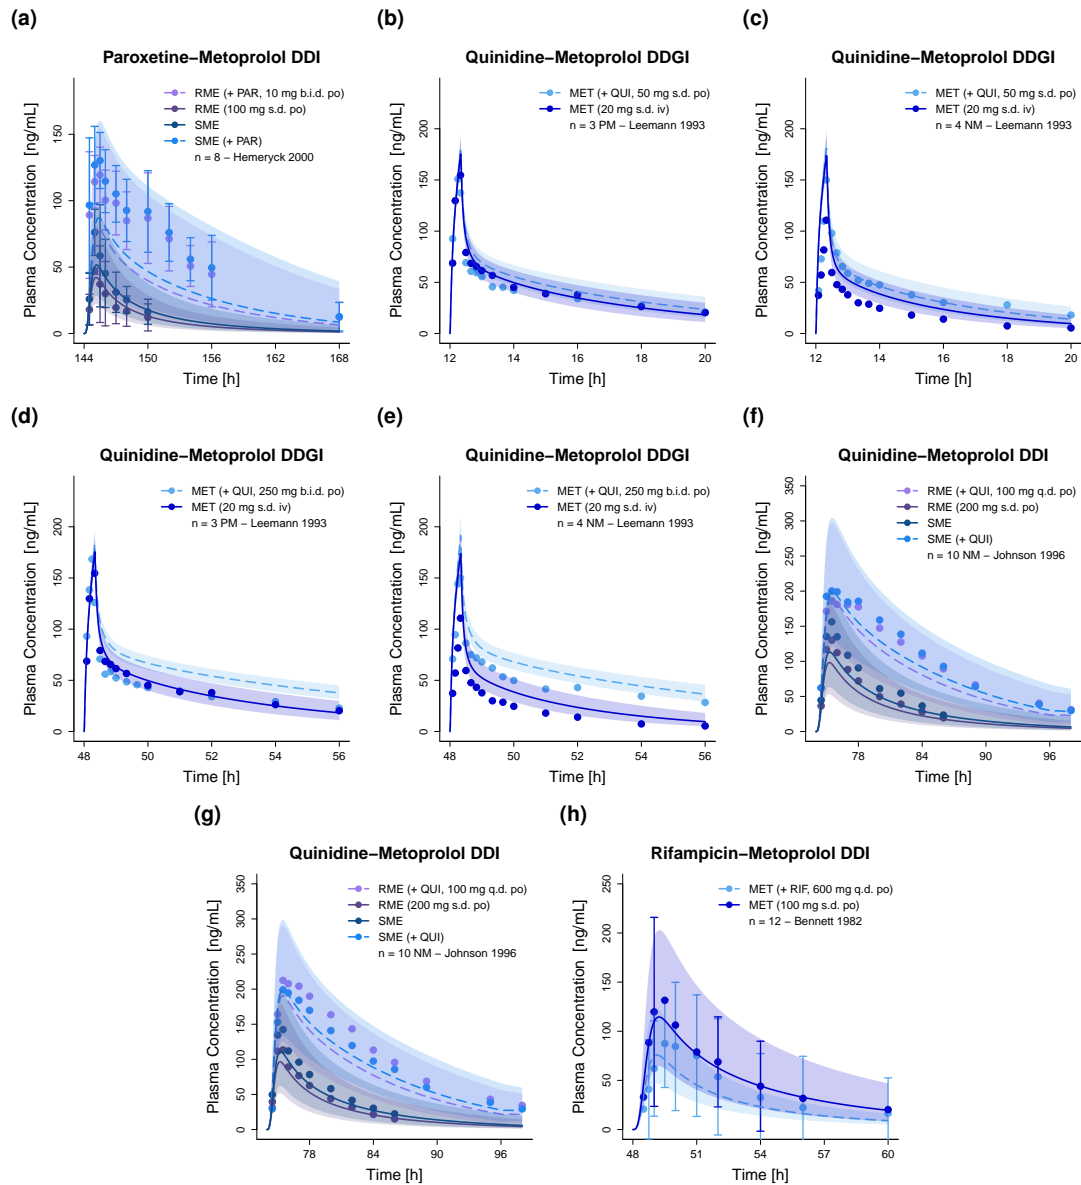 (a)
Paroxetine−Metoprolol DDI
RME (+ PAR, 10 mg b.i.d. po)
RME (100 mg s.d. po)
SME
SME (+ PAR)
n = 8 − Hemeryck 2000
Plasma Concentration [ng/mL]
0
50
100
150
144
150
156
162
168
Time [h]
(b)
Quinidine−Metoprolol DDGI
MET (+ QUI, 50 mg s.d. po)
MET (20 mg s.d. iv)
n = 3 PM − Leemann 1993
Plasma Concentration [ng/mL]
0
50
100
150
200
12
14
16
18
20
Time [h]
(c)
Quinidine−Metoprolol DDGI
MET (+ QUI, 50 mg s.d. po)
MET (20 mg s.d. iv)
n = 4 NM − Leemann 1993
Plasma Concentration [ng/mL]
0
50
100
150
200
12
14
16
18
20
Time [h]
(d)
Quinidine−Metoprolol DDGI
MET (+ QUI, 250 mg b.i.d. po)
MET (20 mg s.d. iv)
n = 3 PM − Leemann 1993
Plasma Concentration [ng/mL]
0
50
100
150
200
48
50
52
54
56
Time [h]
(e)
Quinidine−Metoprolol DDGI
MET (+ QUI, 250 mg b.i.d. po)
MET (20 mg s.d. iv)
n = 4 NM − Leemann 1993
Plasma Concentration [ng/mL]
0
50
100
150
200
48
50
52
54
56
Time [h]
(f)
Quinidine−Metoprolol DDI
RME (+ QUI, 100 mg q.d. po)
RME (200 mg s.d. po)
SME
SME (+ QUI)
n = 10 NM − Johnson 1996
Plasma Concentration [ng/mL]
0
50
100
150
200
250
300
350
78
84
89
96
Time [h]
(g)
Quinidine−Metoprolol DDI
RME (+ QUI, 100 mg q.d. po)
RME (200 mg s.d. po)
SME
SME (+ QUI)
n = 10 NM − Johnson 1996
Plasma Concentration [ng/mL]
0
50
100
150
200
250
300
350
78
84
89
96
Time [h]
(h)
Rifampicin−Metoprolol DDI
MET (+ RIF, 600 mg q.d. po)
MET (100 mg s.d. po)
n = 12 − Bennett 1982
Plasma Concentration [ng/mL]
0
50
100
150
200
250
48
51
54
57
60
Time [h]